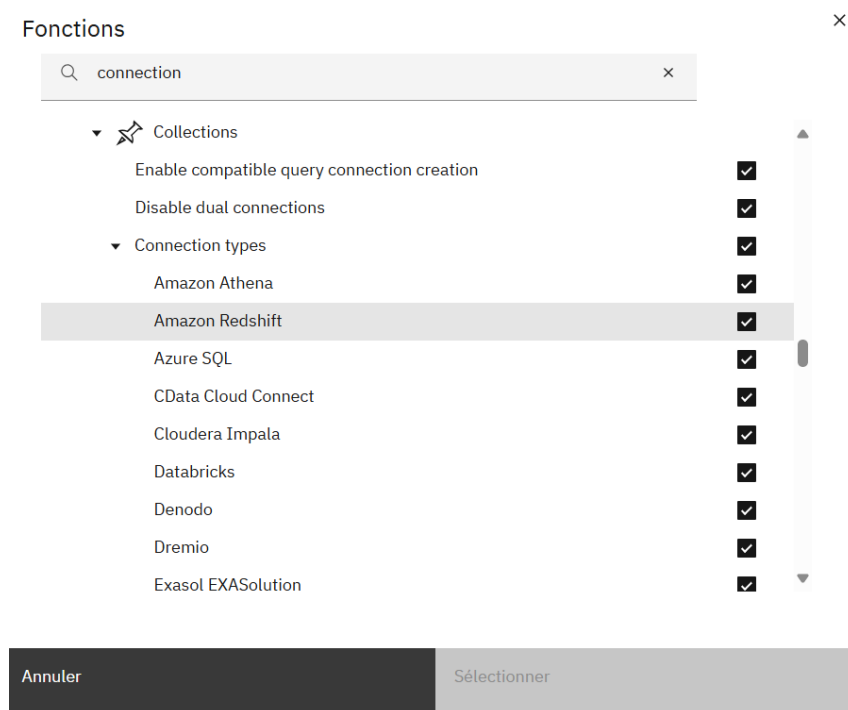 Fonctions
connection
Collections
Enable compatible query connection creation
Disable dual connections
Connection types
Amazon Athena
Amazon Redshift
Azure SQL
CData Cloud Connect
Cloudera Impala
Databricks
Denodo
Dremio
Exasol EXASolution
Annuler
Sélectionner